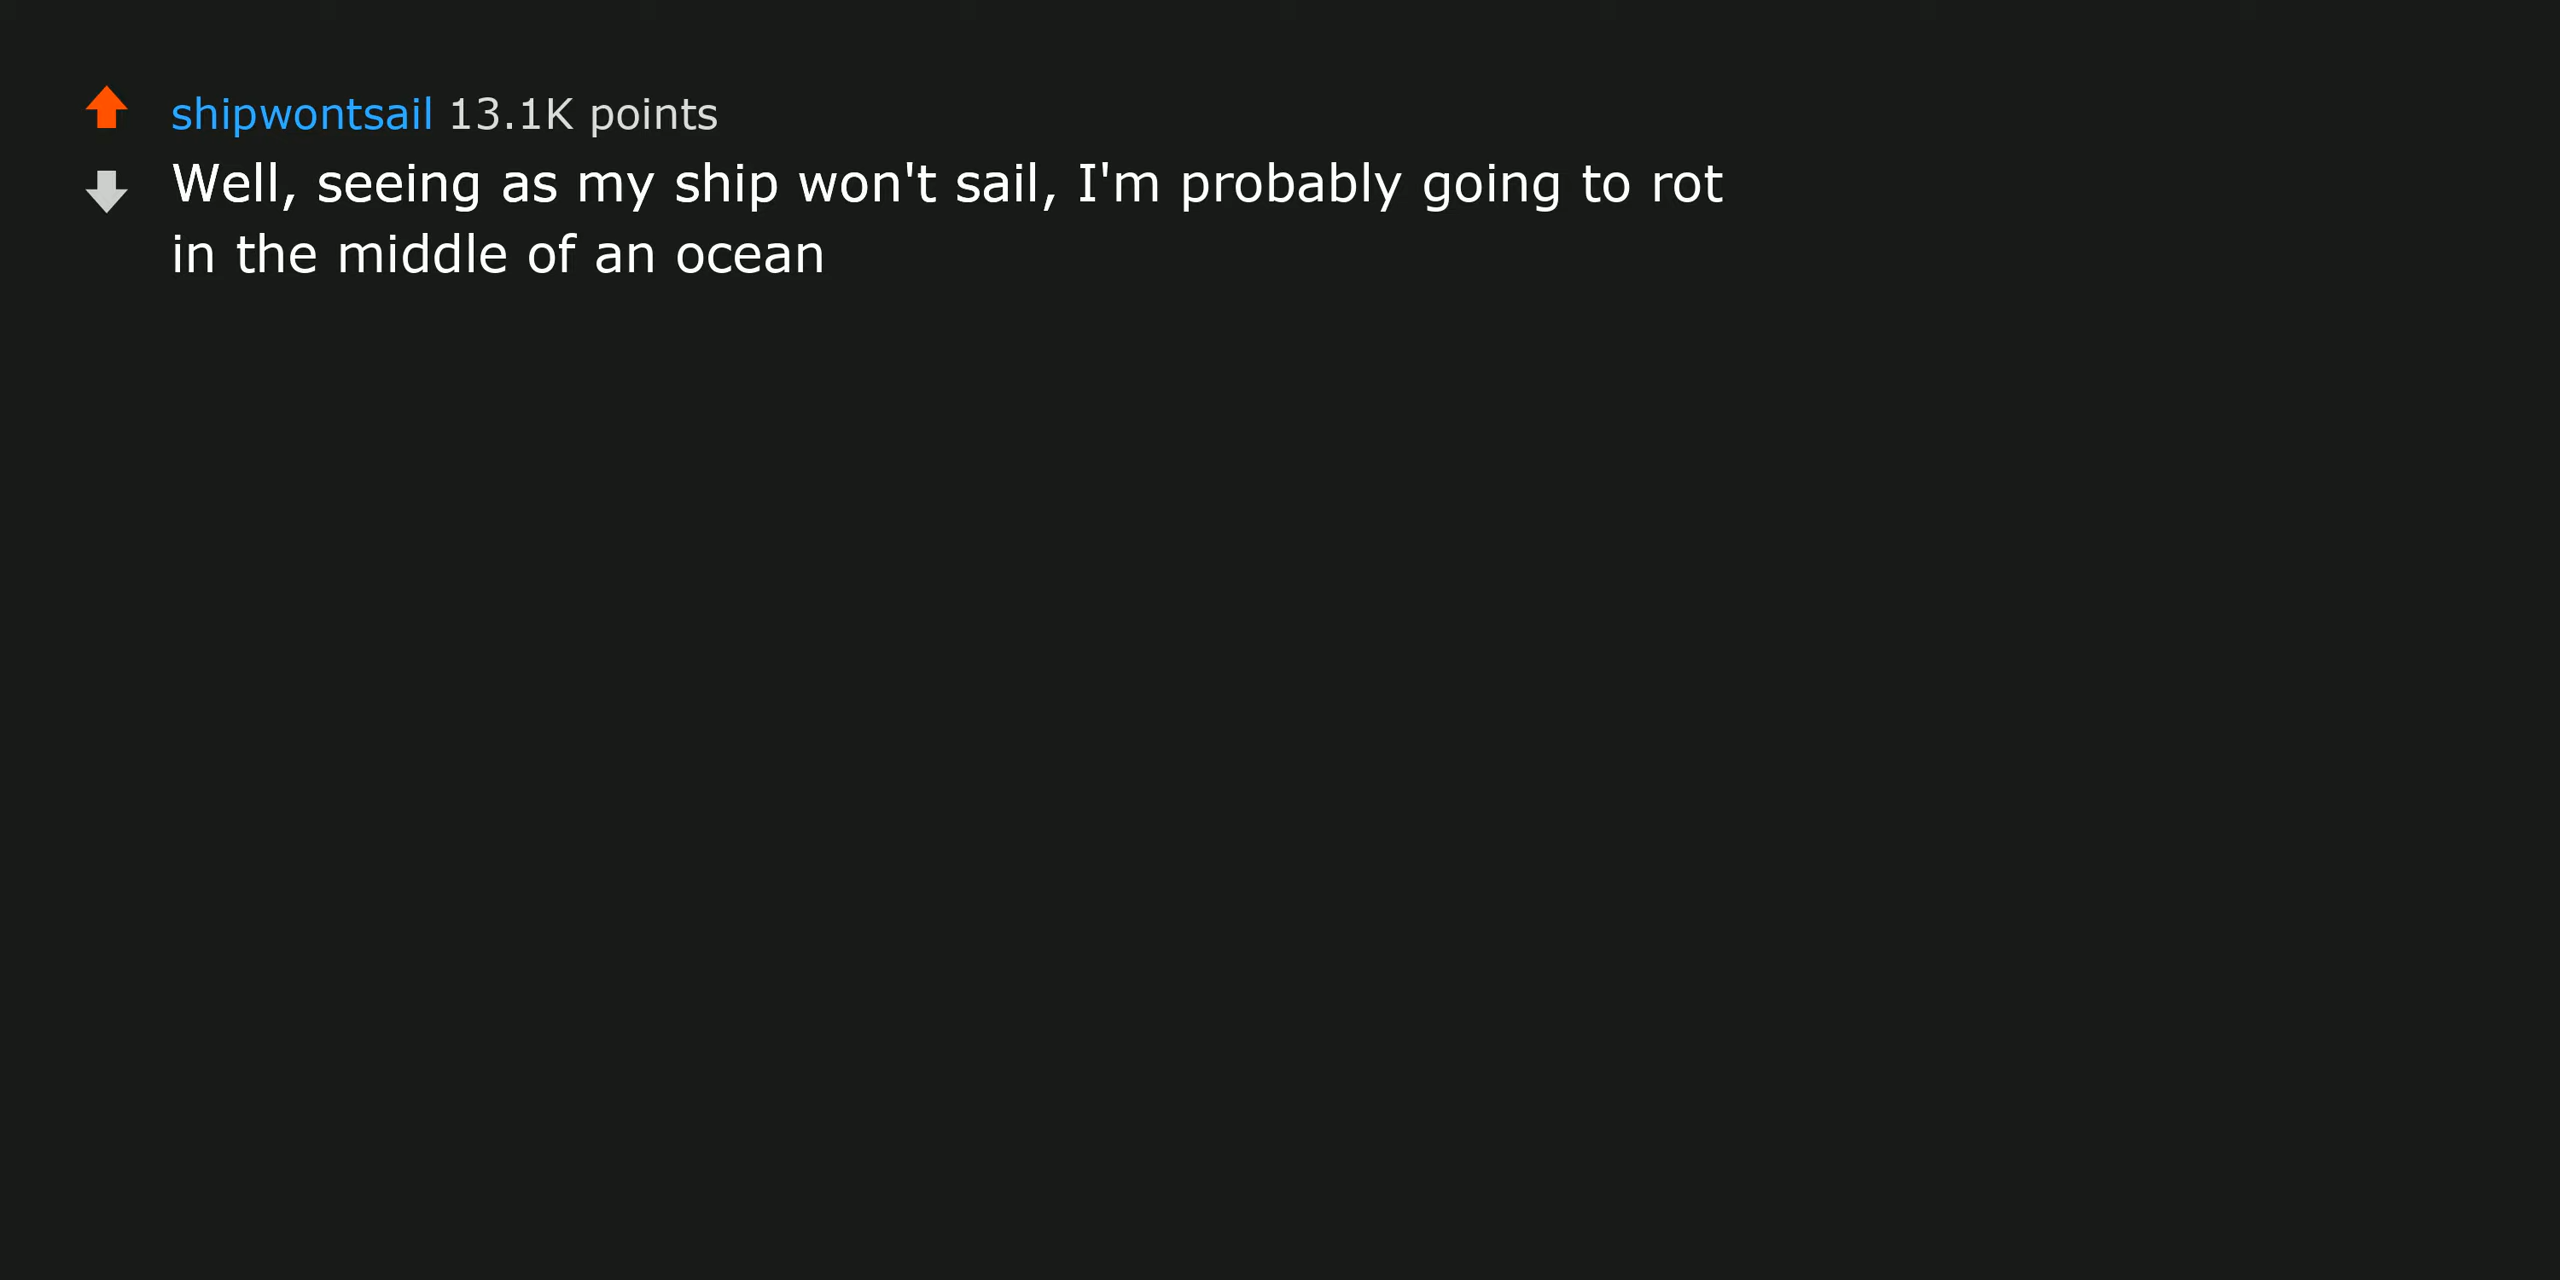 shipwontsail 13.1K points
Well, seeing as my ship won't sail, I'm probably going to rot
in the middle of an ocean